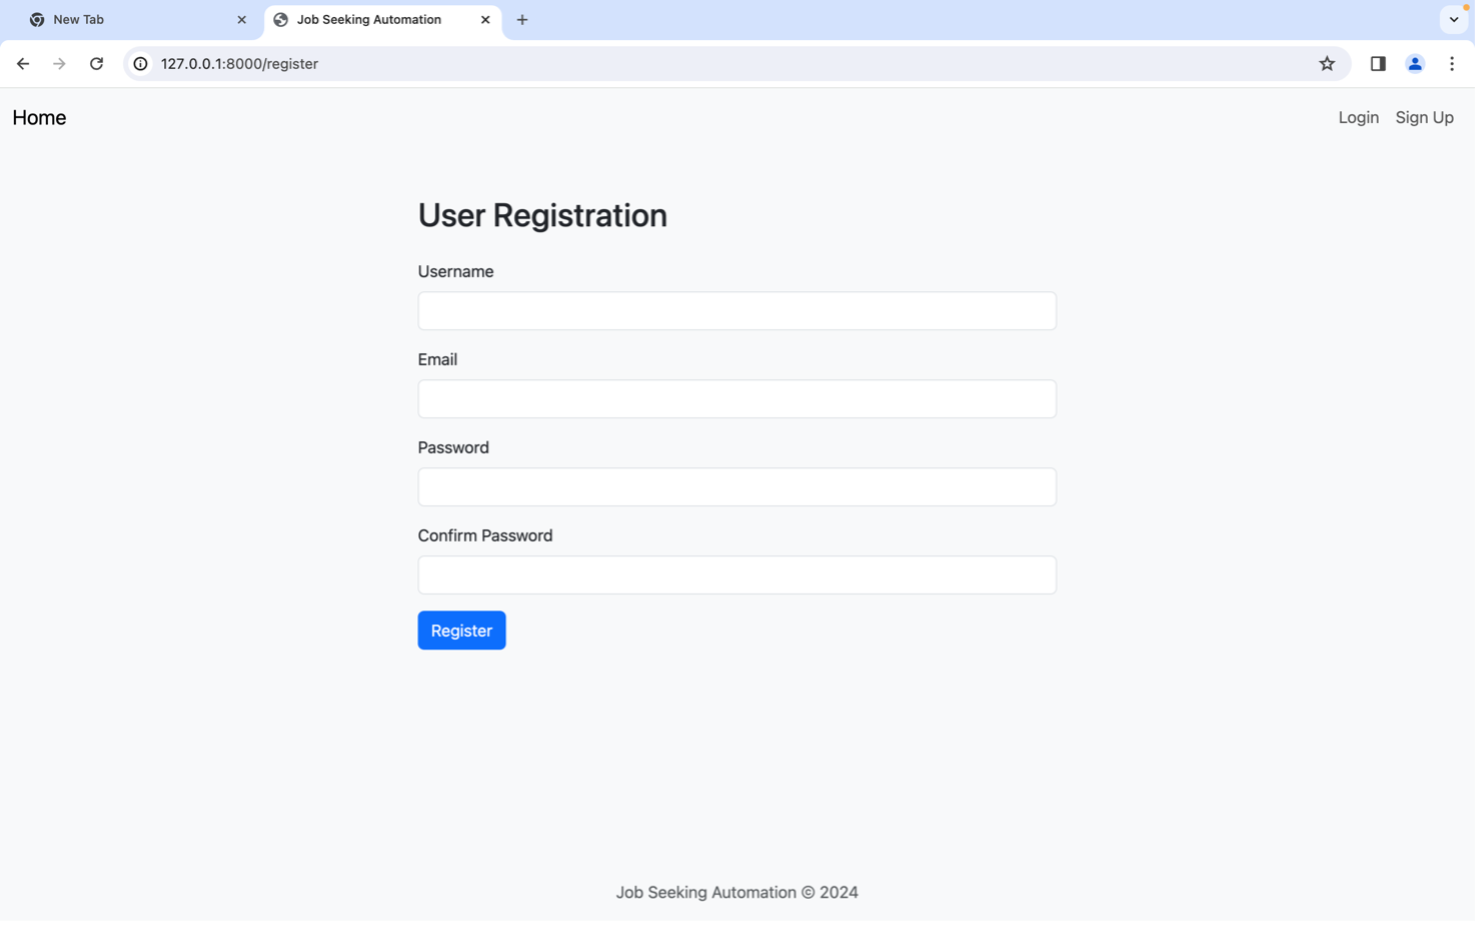 New Tab
Job Seeking Automation
127.0.0.1:8000/register
Home
Login
Sign Up
User Registration
Username
Email
Password
Confirm Password
Register
Job Seeking Automation © 2024